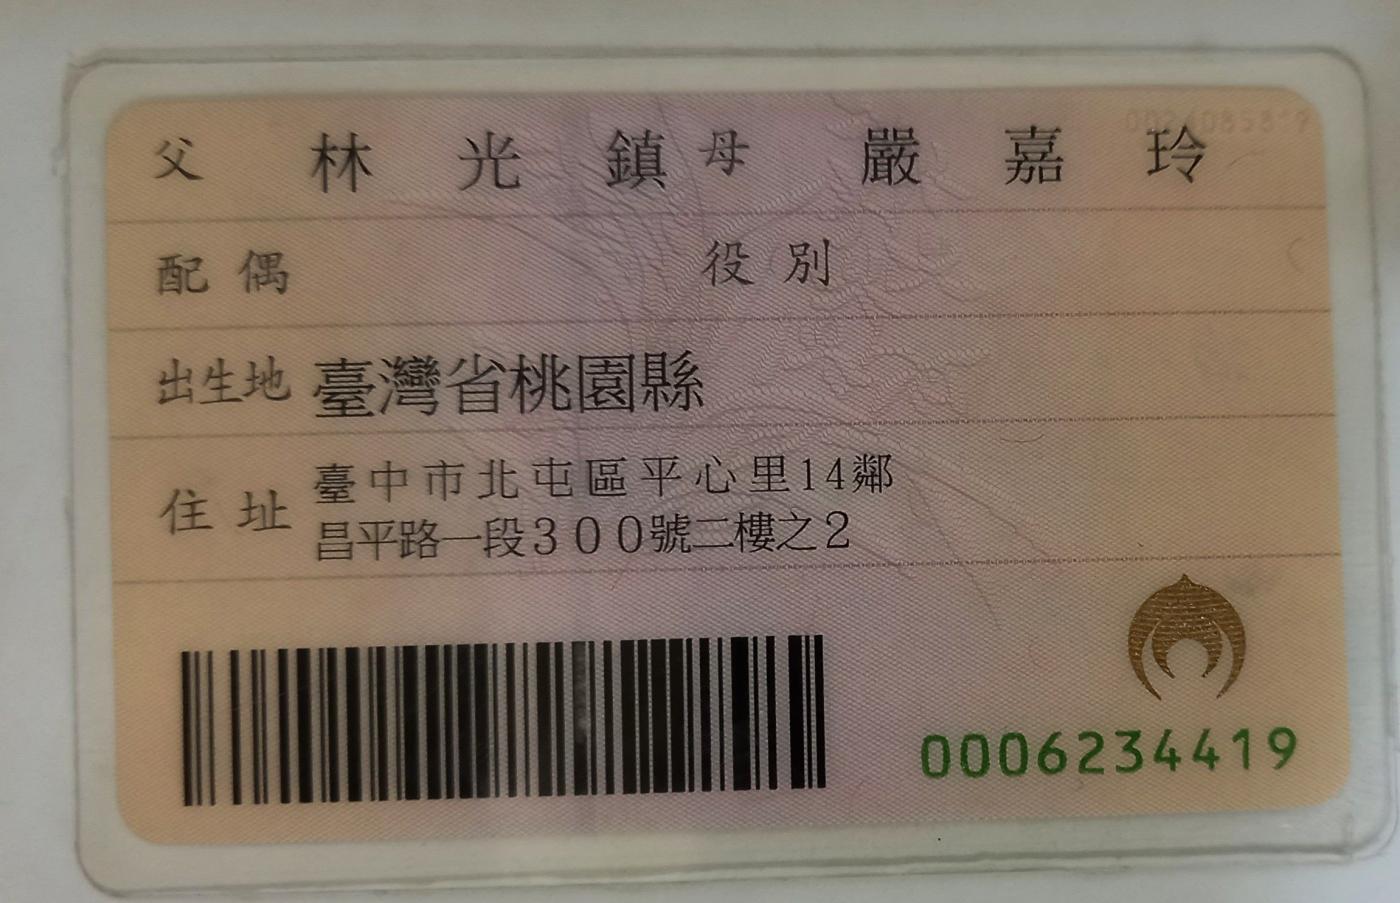 父 林光鎮 母 嚴嘉玲
配偶 役別
出生地 臺灣省桃園縣
住址 臺中市北屯區平心里14鄰
昌平路一段300號二樓之2
0006234419